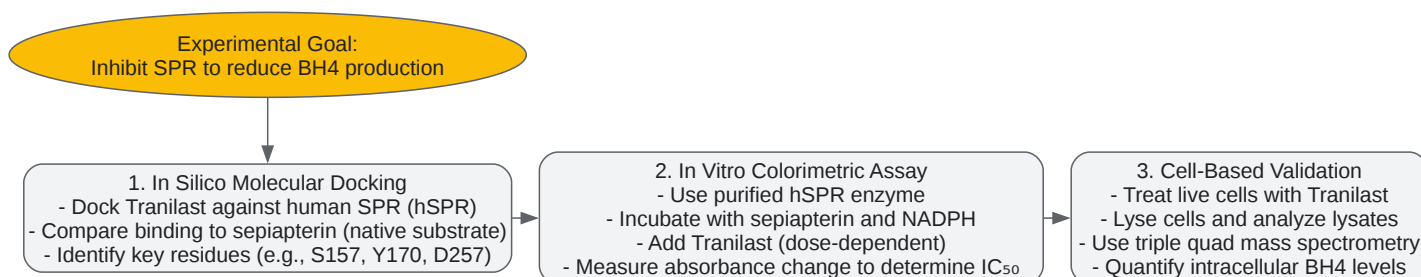 Experimental Goal:
Inhibit SPR to reduce BH4 production
1. In Silico Molecular Docking
- Dock Tranilast against human SPR (hSPR)
- Compare binding to sepiapterin (native substrate)
- Identify key residues (e.g., S157, Y170, D257)
2. In Vitro Colorimetric Assay
- Use purified hSPR enzyme
- Incubate with sepiapterin and NADPH
- Add Tranilast (dose-dependent)
- Measure absorbance change to determine IC₅₀
3. Cell-Based Validation
- Treat live cells with Tranilast
- Lyse cells and analyze lysates
- Use triple quad mass spectrometry
- Quantify intracellular BH4 levels